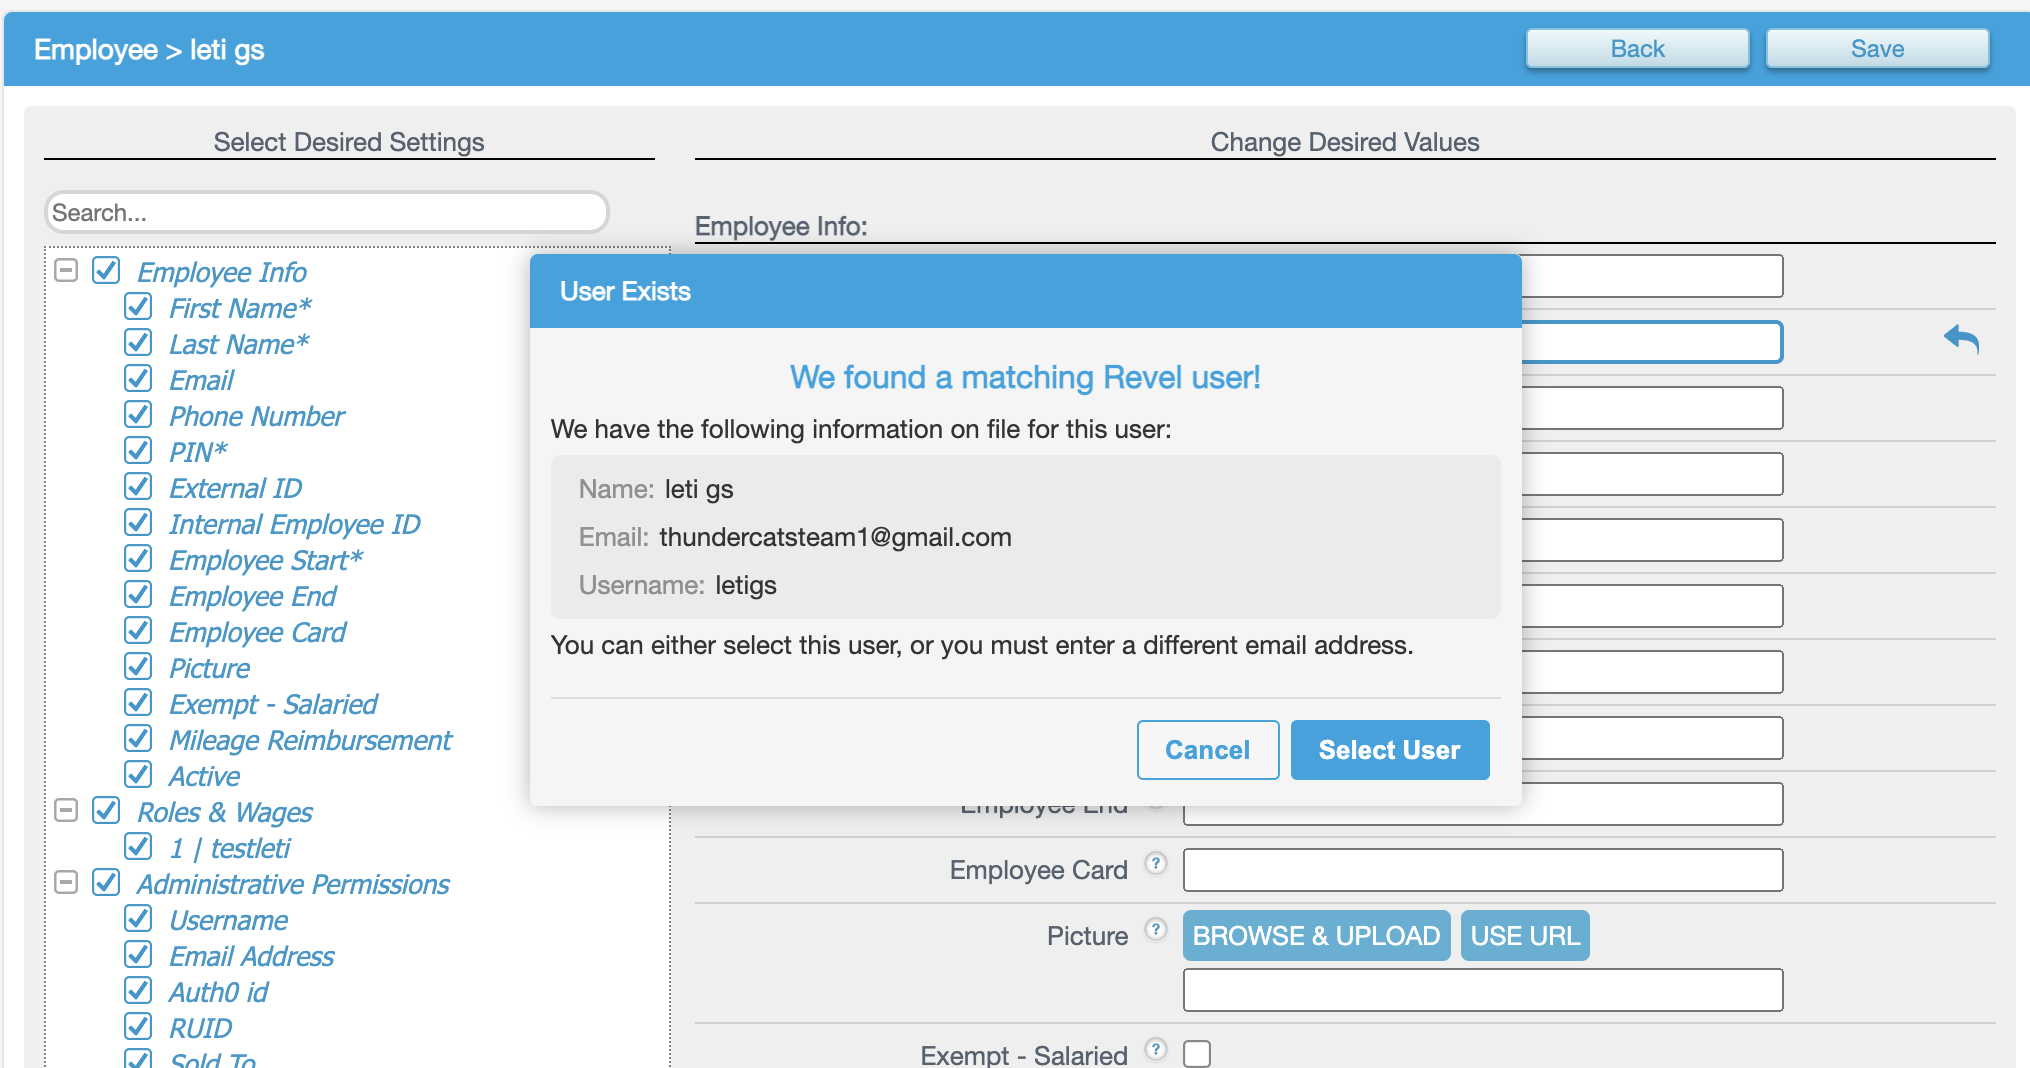 Employee > leti gs
Back
Save
Select Desired Settings
Change Desired Values
Search...
Employee Info:
Employee Info
First Name*
Last Name*
Email
Phone Number
PIN*
External ID
Internal Employee ID
Employee Start*
Employee End
Employee Card
Picture
Exempt - Salaried
Mileage Reimbursement
Active
Roles & Wages
1 | testleti
Administrative Permissions
Username
Email Address
Auth0 id
RUID
Sold To
User Exists
We found a matching Revel user!
We have the following information on file for this user:
Name: leti gs
Email: thundercatsteam1@gmail.com
Username: letigs
You can either select this user, or you must enter a different email address.
Cancel
Select User
Employee End
Employee Card ?
Picture ? BROWSE & UPLOAD USE URL
Exempt - Salaried ?